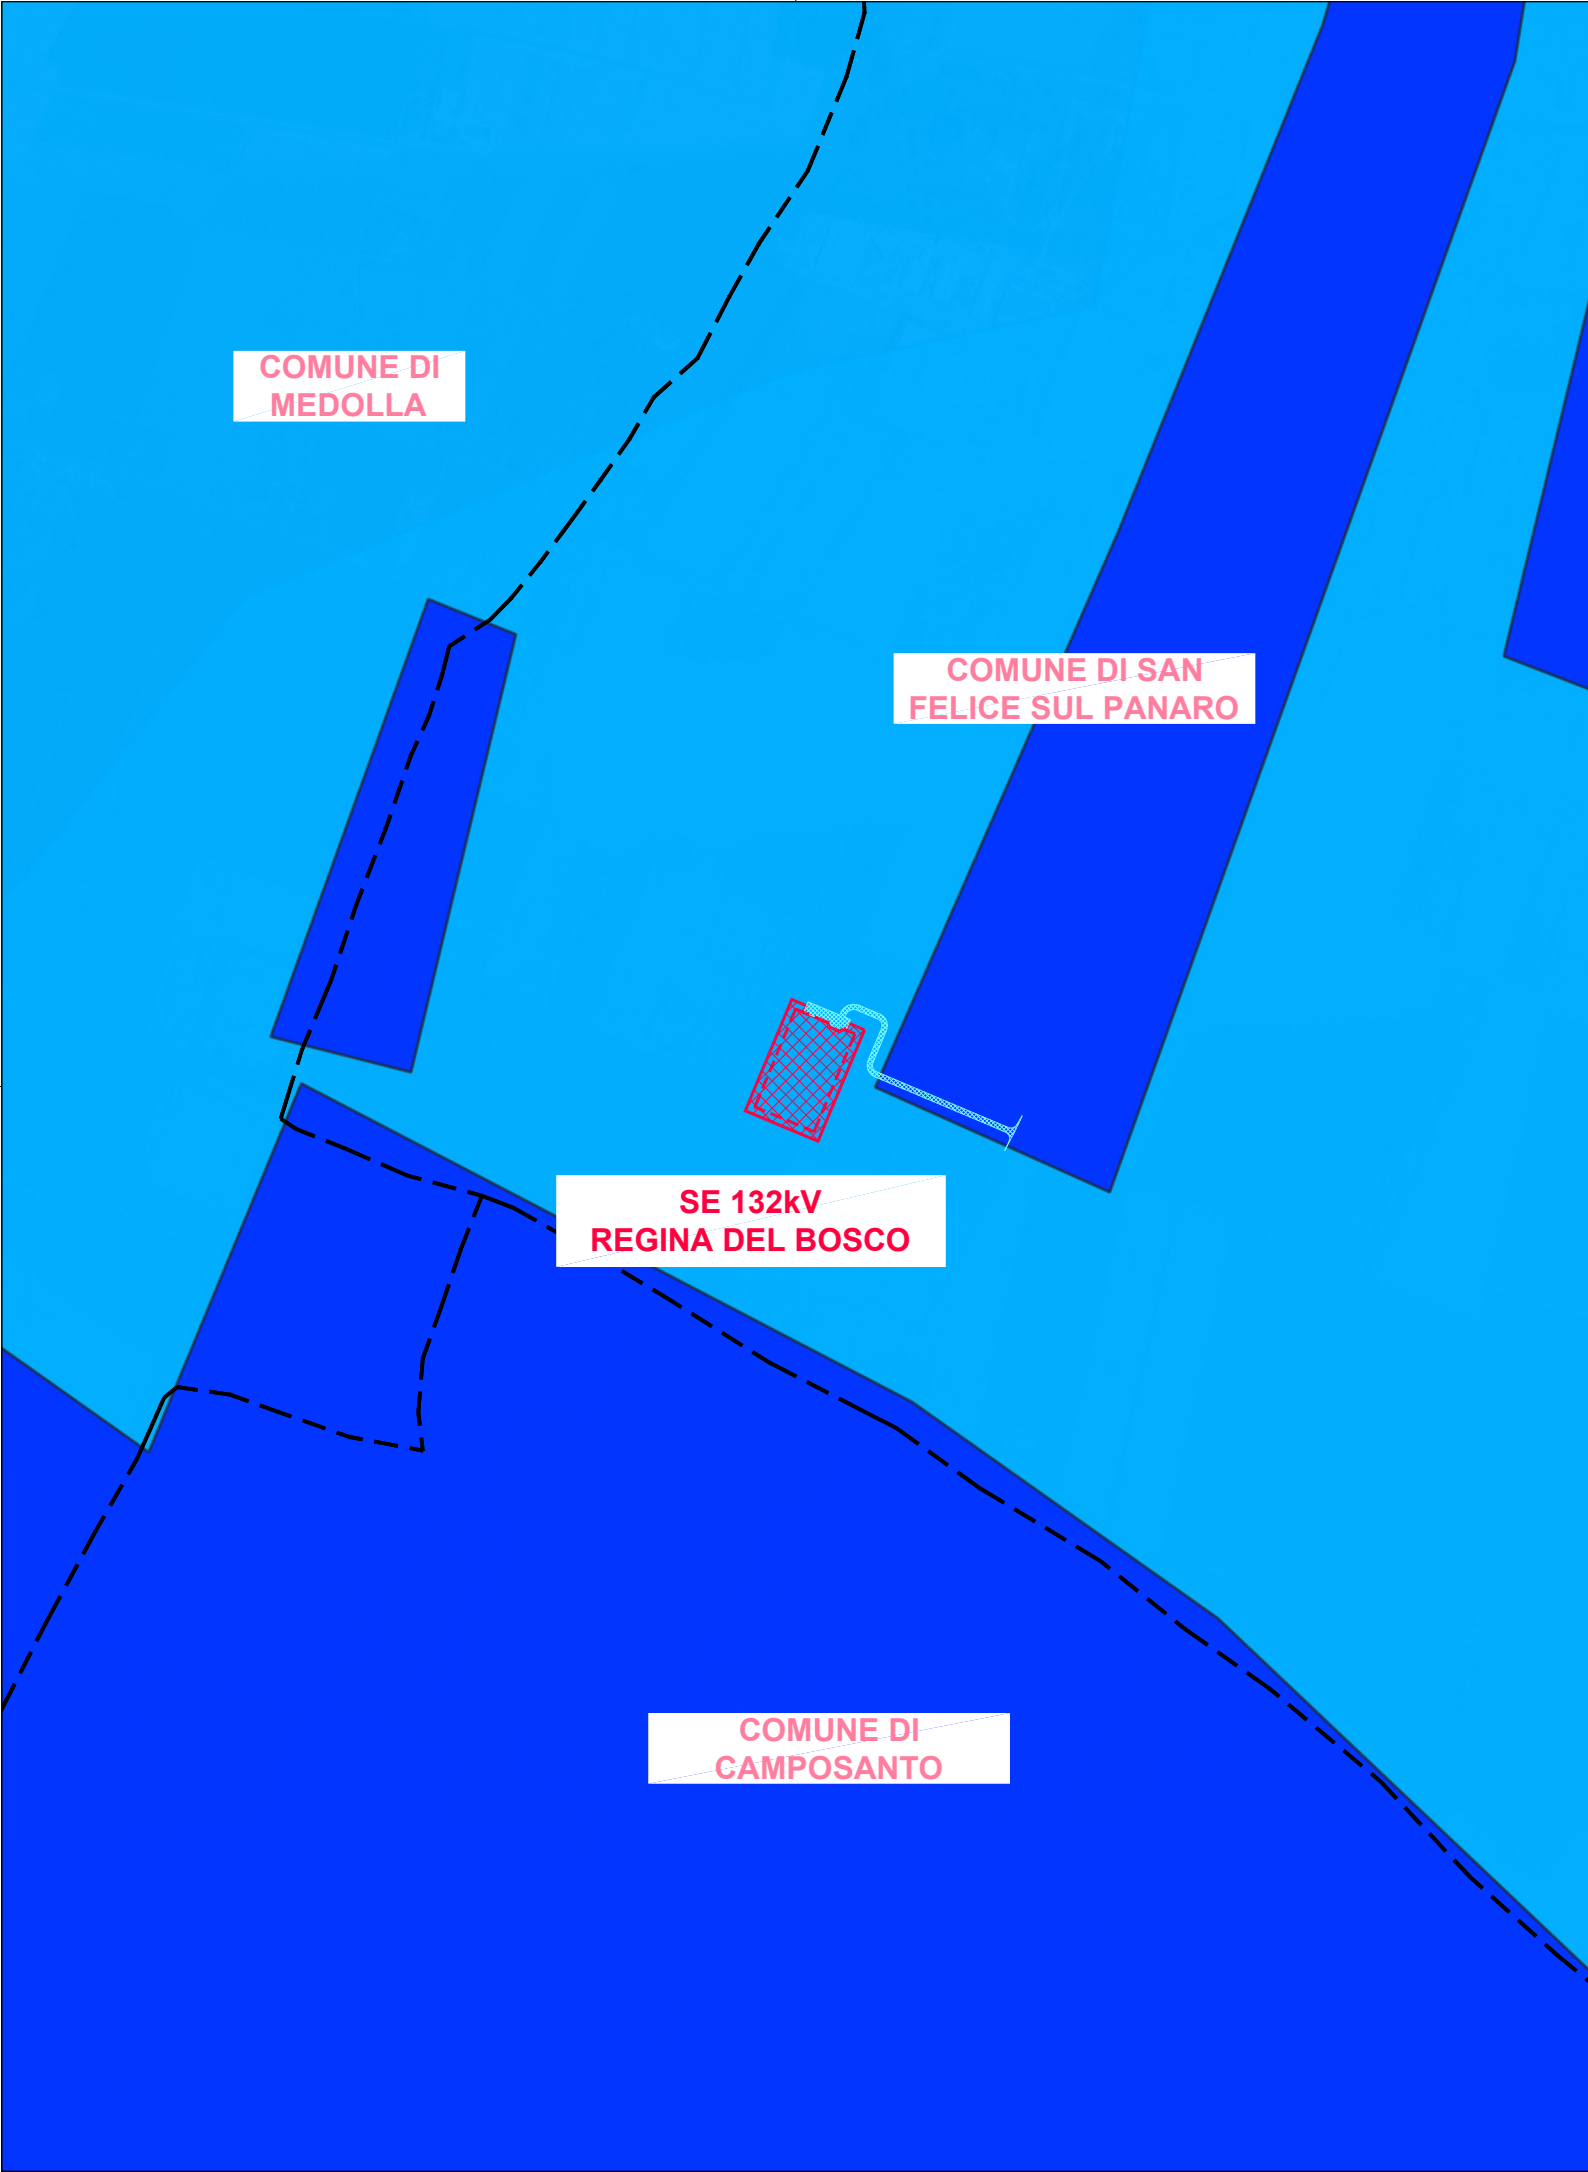 COMUNE DI
MEDOLLA
COMUNE DI SAN
FELICE SUL PANARO
SE 132kV
REGINA DEL BOSCO
COMUNE DI
CAMPOSANTO